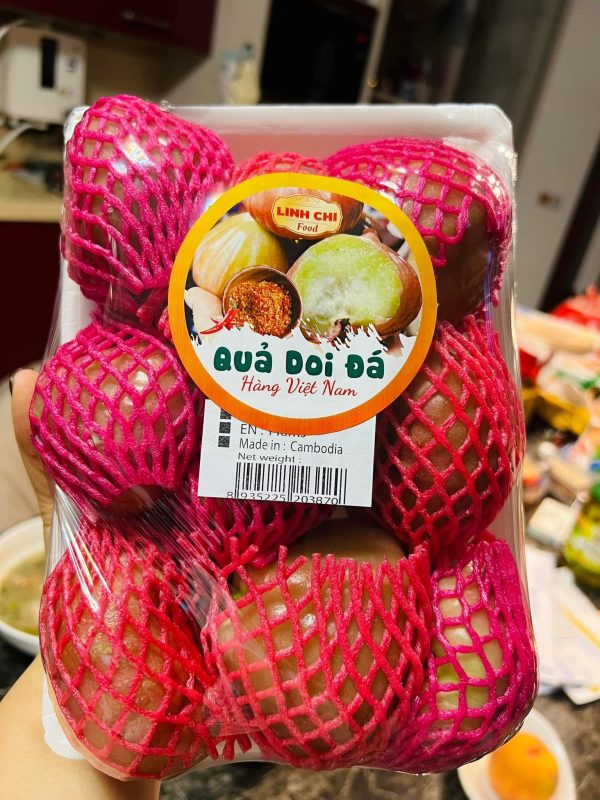 LINH CHI
Food
QUẢ DOI ĐÁ
Hàng Việt Nam
EN :
Made in : Cambodia
Net weight :
8 935225 203870